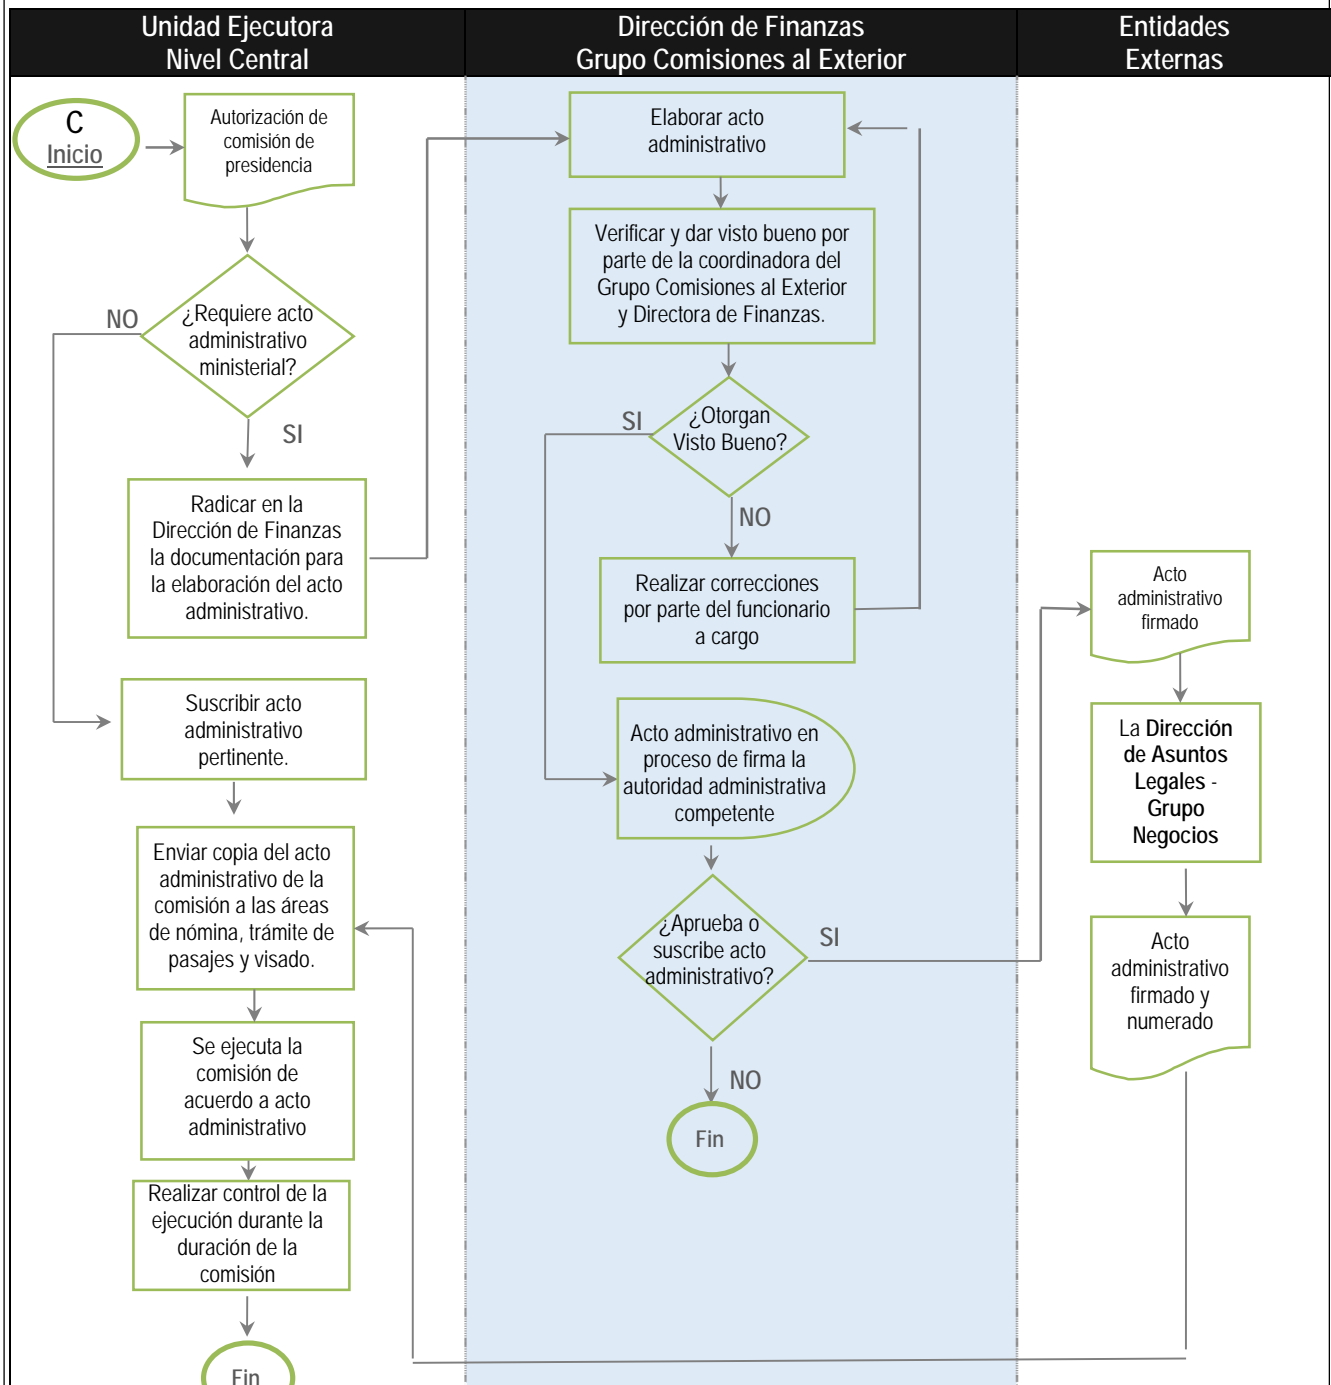 Unidad Ejecutora
Nivel Central
Dirección de Finanzas
Grupo Comisiones al Exterior
Entidades
Externas
C
Inicio
Autorización de
comisión de
presidencia
¿Requiere acto
administrativo
ministerial?
NO
SI
Radicar en la
Dirección de Finanzas
la documentación para
la elaboración del acto
administrativo.
Suscribir acto
administrativo
pertinente.
Enviar copia del acto
administrativo de la
comisión a las áreas
de nómina, trámite de
pasajes y visado.
Se ejecuta la
comisión de
acuerdo a acto
administrativo
Realizar control de la
ejecución durante la
duración de la
comisión
Fin
Elaborar acto
administrativo
Verificar y dar visto bueno por
parte de la coordinadora del
Grupo Comisiones al Exterior
y Directora de Finanzas.
¿Otorgan
Visto Bueno?
SI
NO
Realizar correcciones
por parte del funcionario
a cargo
Acto administrativo en
proceso de firma la
autoridad administrativa
competente
¿Aprueba o
suscribe acto
administrativo?
SI
NO
Fin
Acto
administrativo
firmado
La Dirección
de Asuntos
Legales -
Grupo
Negocios
Acto
administrativo
firmado y
numerado